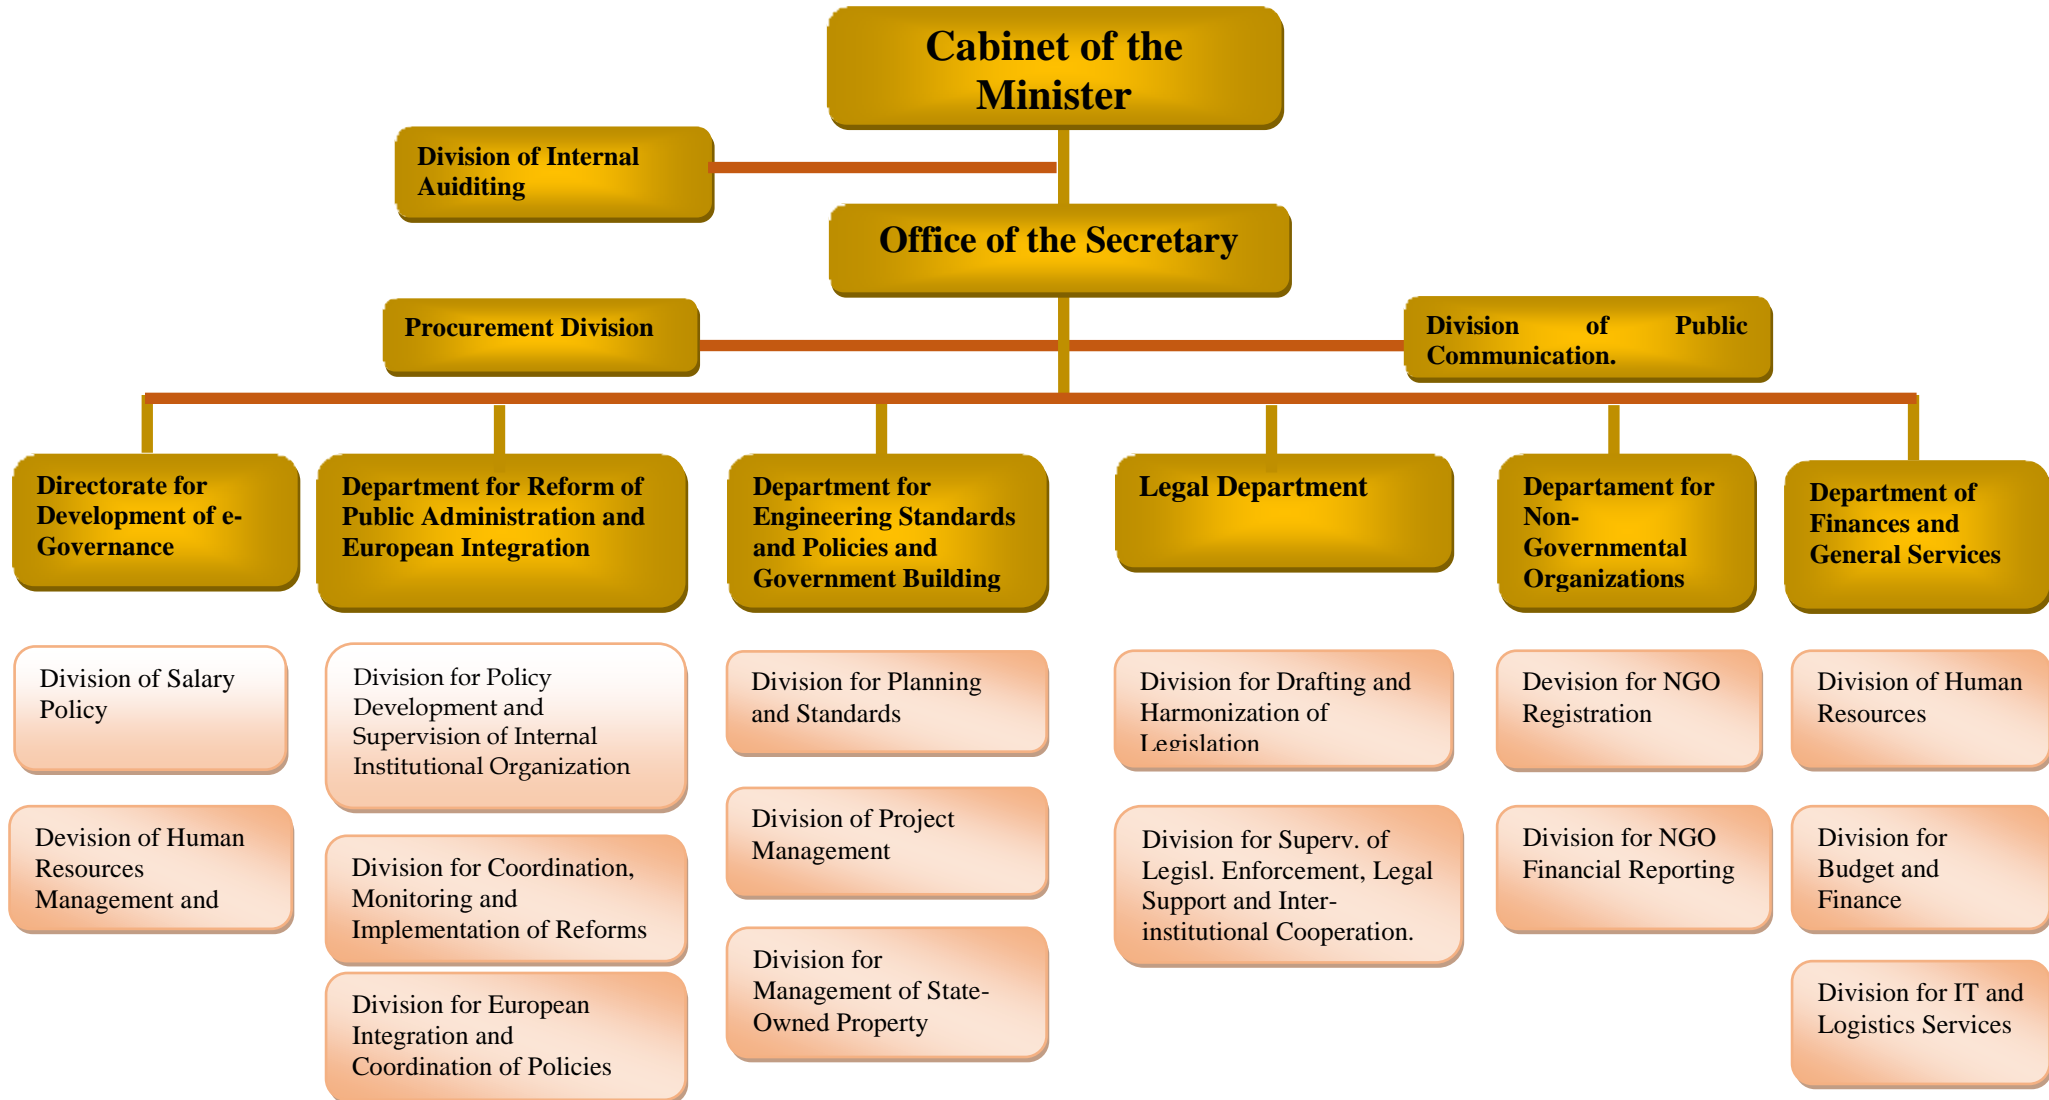 Cabinet of the
Minister
Division of Internal
Auiditing
Office of the Secretary
Procurement Division
Division of Public
Communication.
Directorate for
Development of e-
Governance
Department for Reform of
Public Administration and
European Integration
Department for
Engineering Standards
and Policies and
Government Building
Legal Department
Departament for
Non-
Governmental
Organizations
Department of
Finances and
General Services
Division of Salary
Policy
Devision of Human
Resources
Management and
Division for Policy
Development and
Supervision of Internal
Institutional Organization
Division for Coordination,
Monitoring and
Implementation of Reforms
Division for European
Integration and
Coordination of Policies
Division for Planning
and Standards
Division of Project
Management
Division for
Management of State-
Owned Property
Division for Drafting and
Harmonization of
Legislation
Division for Superv. of
Legisl. Enforcement, Legal
Support and Inter-
institutional Cooperation.
Devision for NGO
Registration
Division for NGO
Financial Reporting
Division of Human
Resources
Division for
Budget and
Finance
Division for IT and
Logistics Services